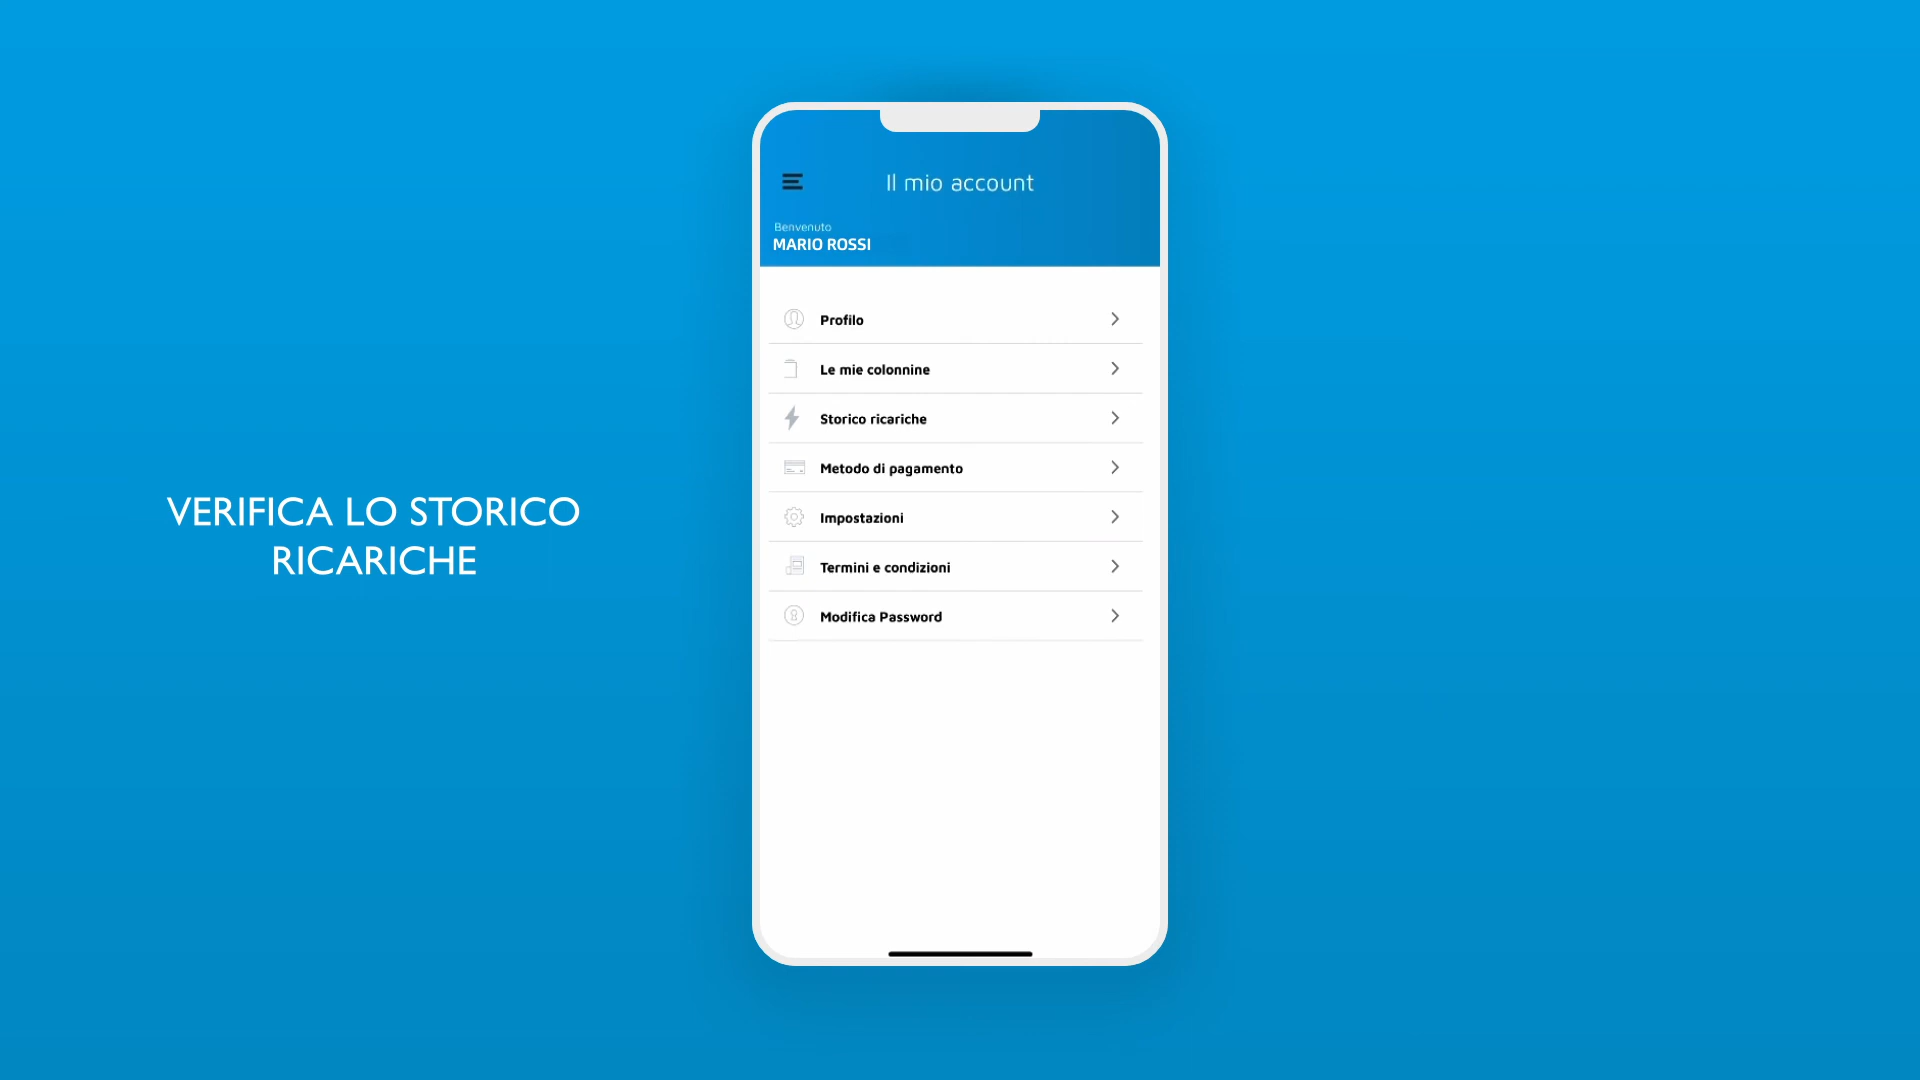 VERIFICA LO STORICO
RICARICHE
Il mio account
Benvenuto
MARIO ROSSI
Profilo
Le mie colonnine
Storico ricariche
Metodo di pagamento
Impostazioni
Termini e condizioni
Modifica Password